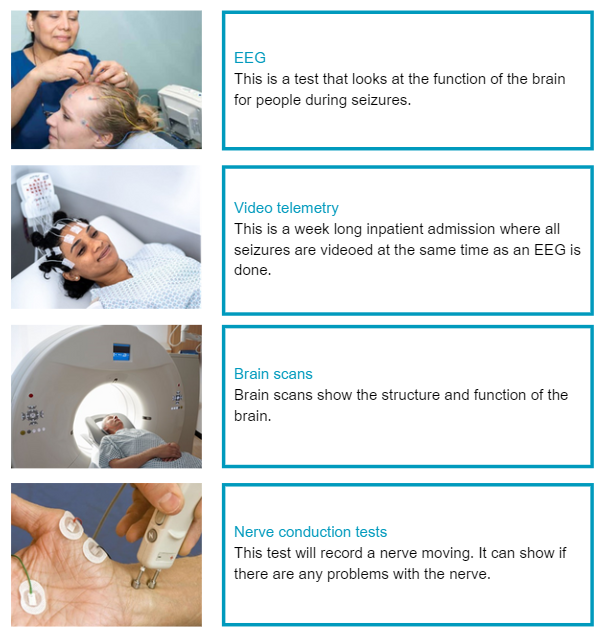 EEG
This is a test that looks at the function of the brain
for people during seizures.
Video telemetry
This is a week long inpatient admission where all
seizures are videoed at the same time as an EEG is
done.
Brain scans
Brain scans show the structure and function of the
brain.
Nerve conduction tests
This test will record a nerve moving. It can show if
there are any problems with the nerve.